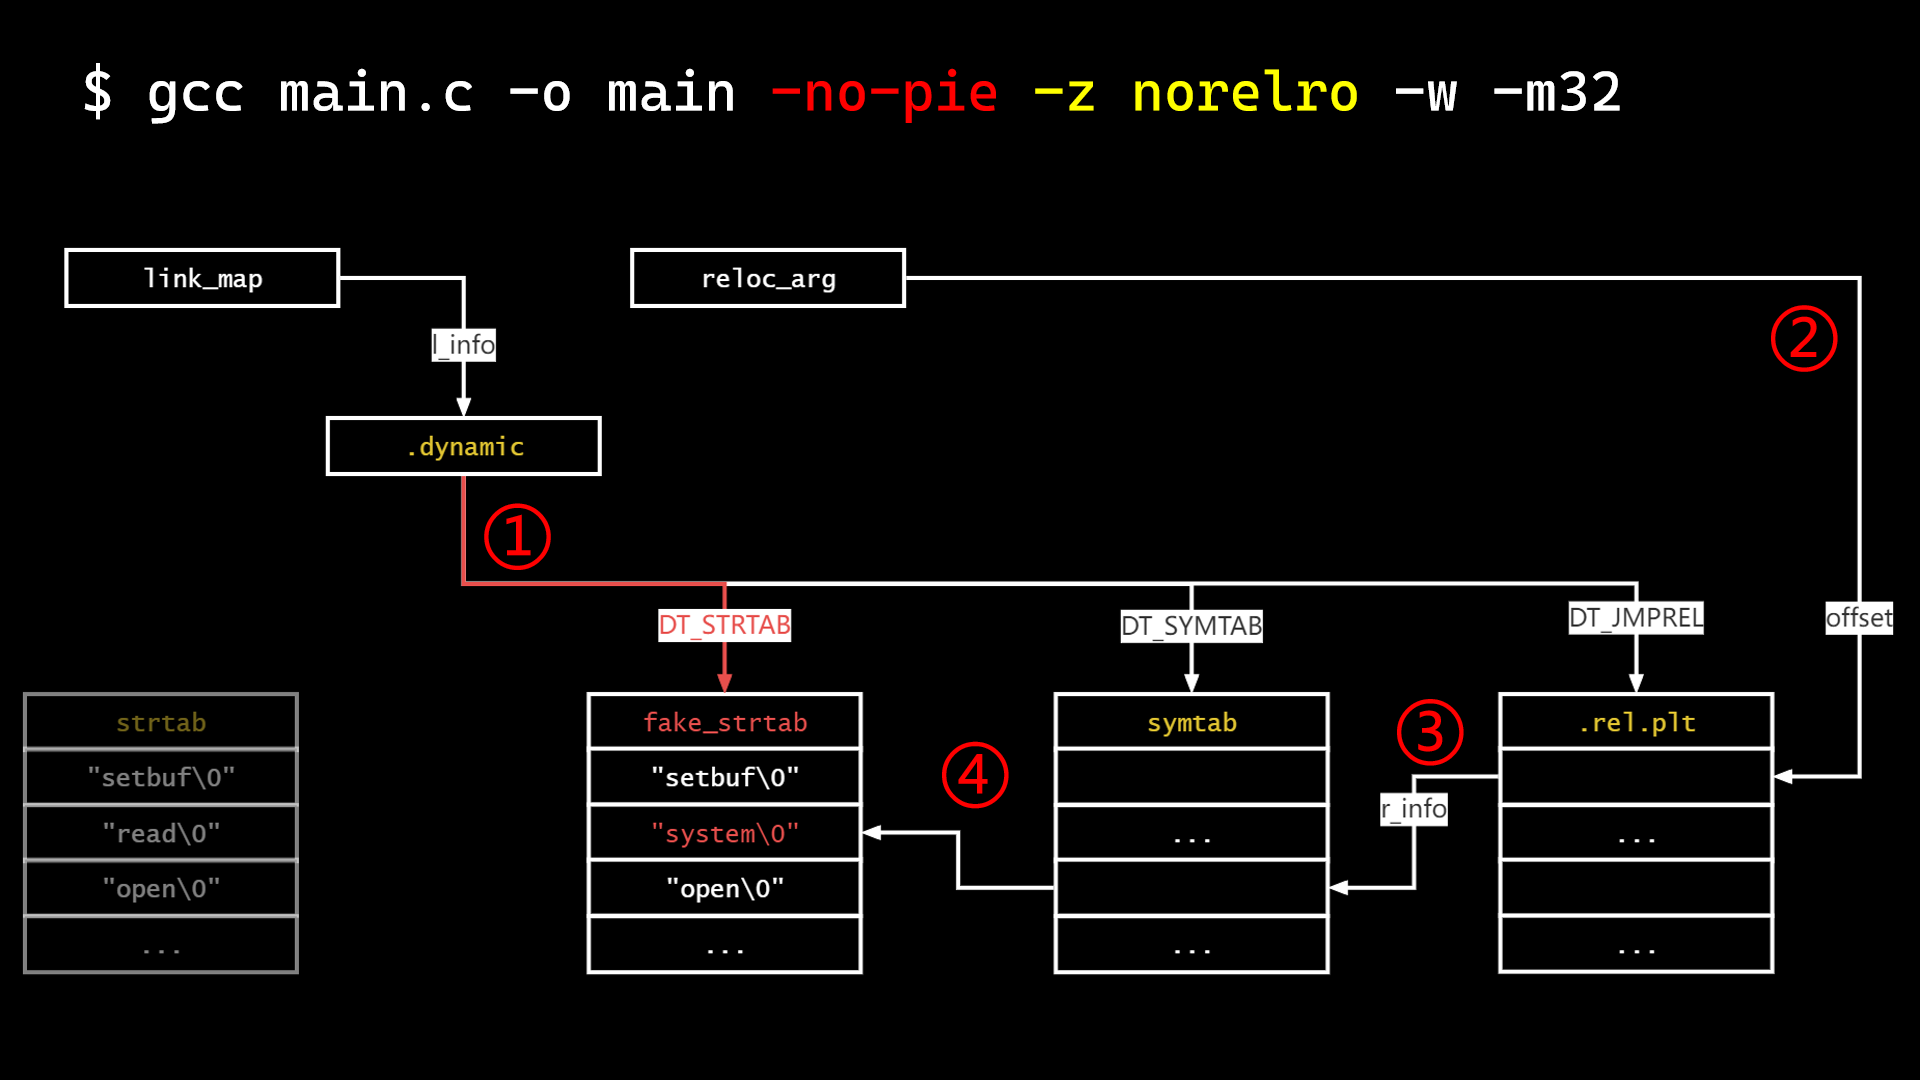 $ gcc main.c -o main -no-pie -z norelro -w -m32
link_map
reloc_arg
②
l_info
.dynamic
①
DT_STRTAB
DT_SYMTAB
DT_JMPREL
offset
strtab
"setbuf\0"
"read\0"
"open\0"
...
fake_strtab
"setbuf\0"
"system\0"
"open\0"
...
④
symtab
...
...
③
r_info
.rel.plt
...
...